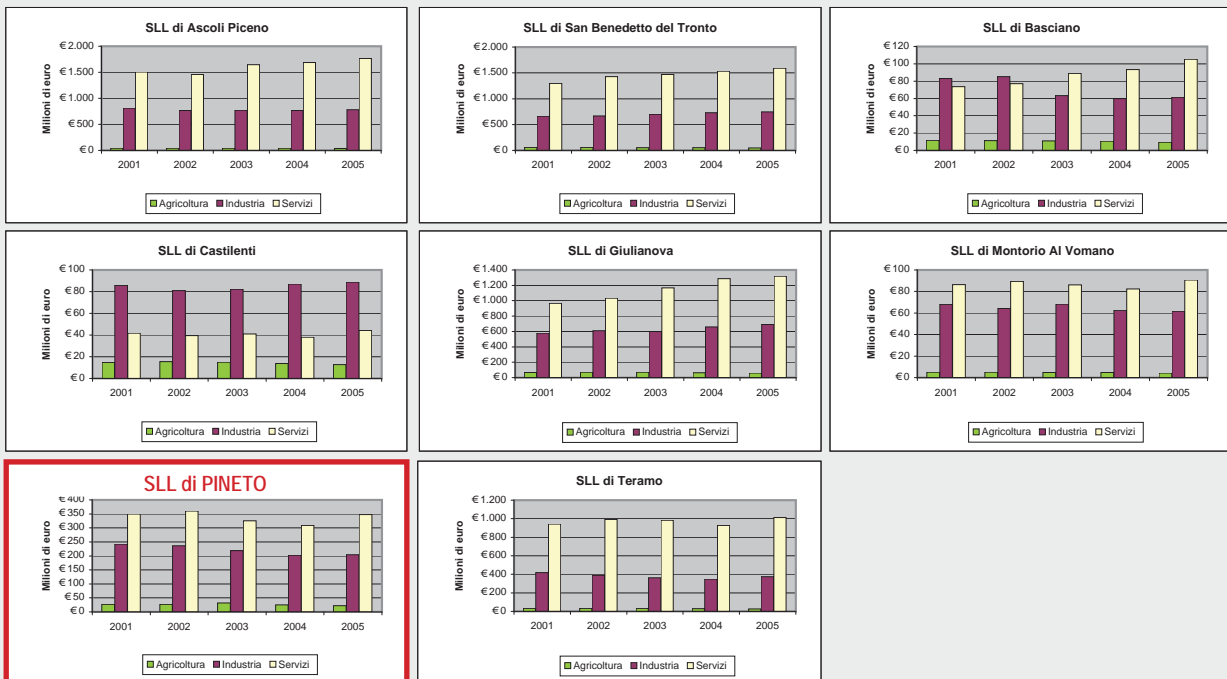 SLL di Ascoli Piceno
Milioni di euro
€2.000
€1.500
€1.000
€500
€0
2001 2002 2003 2004 2005
Agricoltura Industria Servizi
SLL di San Benedetto del Tronto
Milioni di euro
€2.000
€1.500
€1.000
€500
€0
2001 2002 2003 2004 2005
Agricoltura Industria Servizi
SLL di Basciano
Milioni di euro
€120
€100
€80
€60
€40
€20
€0
2001 2002 2003 2004 2005
Agricoltura Industria Servizi
SLL di Castilenti
Milioni di euro
€100
€80
€60
€40
€20
€0
2001 2002 2003 2004 2005
Agricoltura Industria Servizi
SLL di Giulianova
Milioni di euro
€1.400
€1.200
€1.000
€800
€600
€400
€200
€0
2001 2002 2003 2004 2005
Agricoltura Industria Servizi
SLL di Montorio Al Vomano
Milioni di euro
€100
€80
€60
€40
€20
€0
2001 2002 2003 2004 2005
Agricoltura Industria Servizi
SLL di PINETO
Milioni di euro
€400
€350
€300
€250
€200
€150
€100
€50
€0
2001 2002 2003 2004 2005
Agricoltura Industria Servizi
SLL di Teramo
Milioni di euro
€1.200
€1.000
€800
€600
€400
€200
€0
2001 2002 2003 2004 2005
Agricoltura Industria Servizi